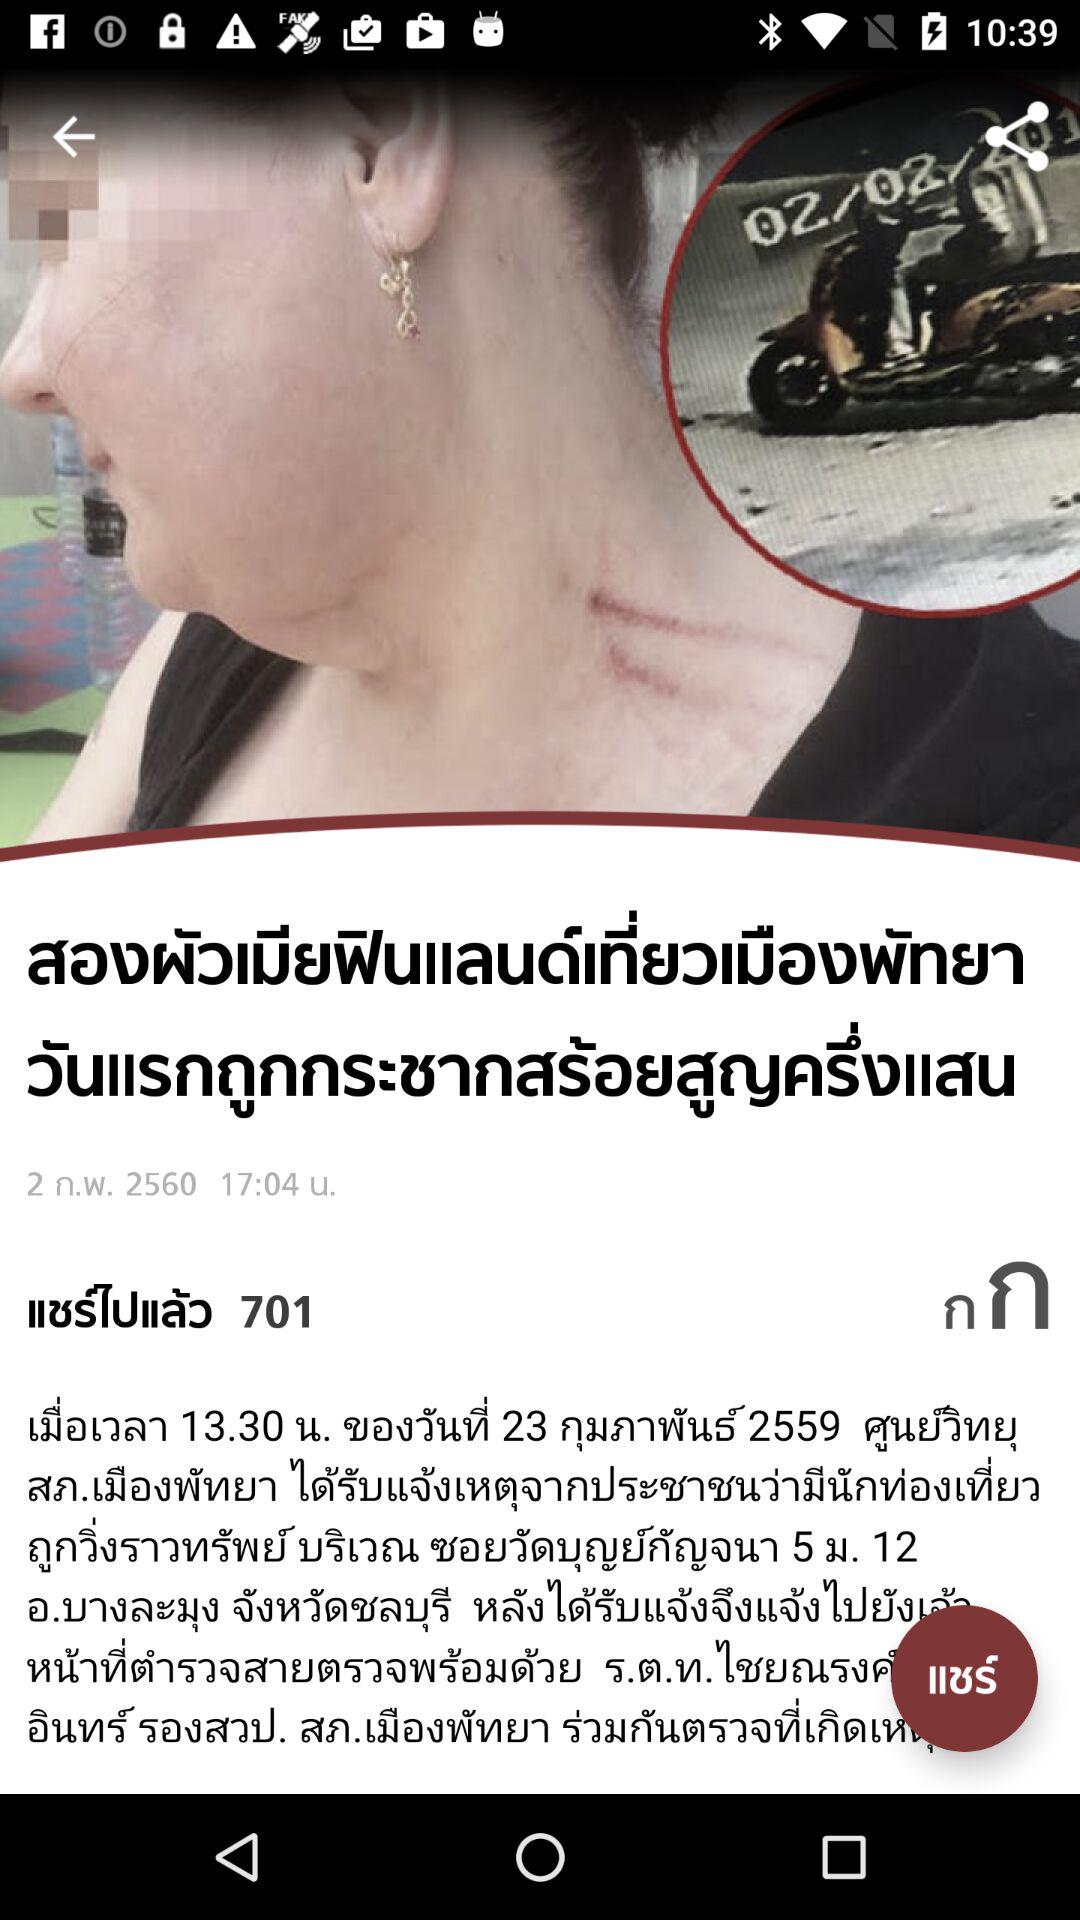 FAKE
10:39
02/02/201
สองผัวเมียฟินแลนด์เที่ยวเมืองพัทยา
วันแรกถูกกระชากสร้อยสูญครึ่งแสน
2 ก.พ. 2560 17:04 น.
แชร์ไปแล้ว 701
ก ก
เมื่อเวลา 13.30 น. ของวันที่ 23 กุมภาพันธ์ 2559 ศูนย์วิทยุ
สภ.เมืองพัทยา ได้รับแจ้งเหตุจากประชาชนว่ามีนักท่องเที่ยว
ถูกวิ่งราวทรัพย์ บริเวณ ซอยวัดบุญย์กัญจนา 5 ม. 12
อ.บางละมุง จังหวัดชลบุรี หลังได้รับแจ้งจึงแจ้งไปยังเจ้า
หน้าที่ตำรวจสายตรวจพร้อมด้วย ร.ต.ท.ไชยณรงค์
อินทร์ รองสวป. สภ.เมืองพัทยา ร่วมกันตรวจที่เกิดเหตุ
แชร์